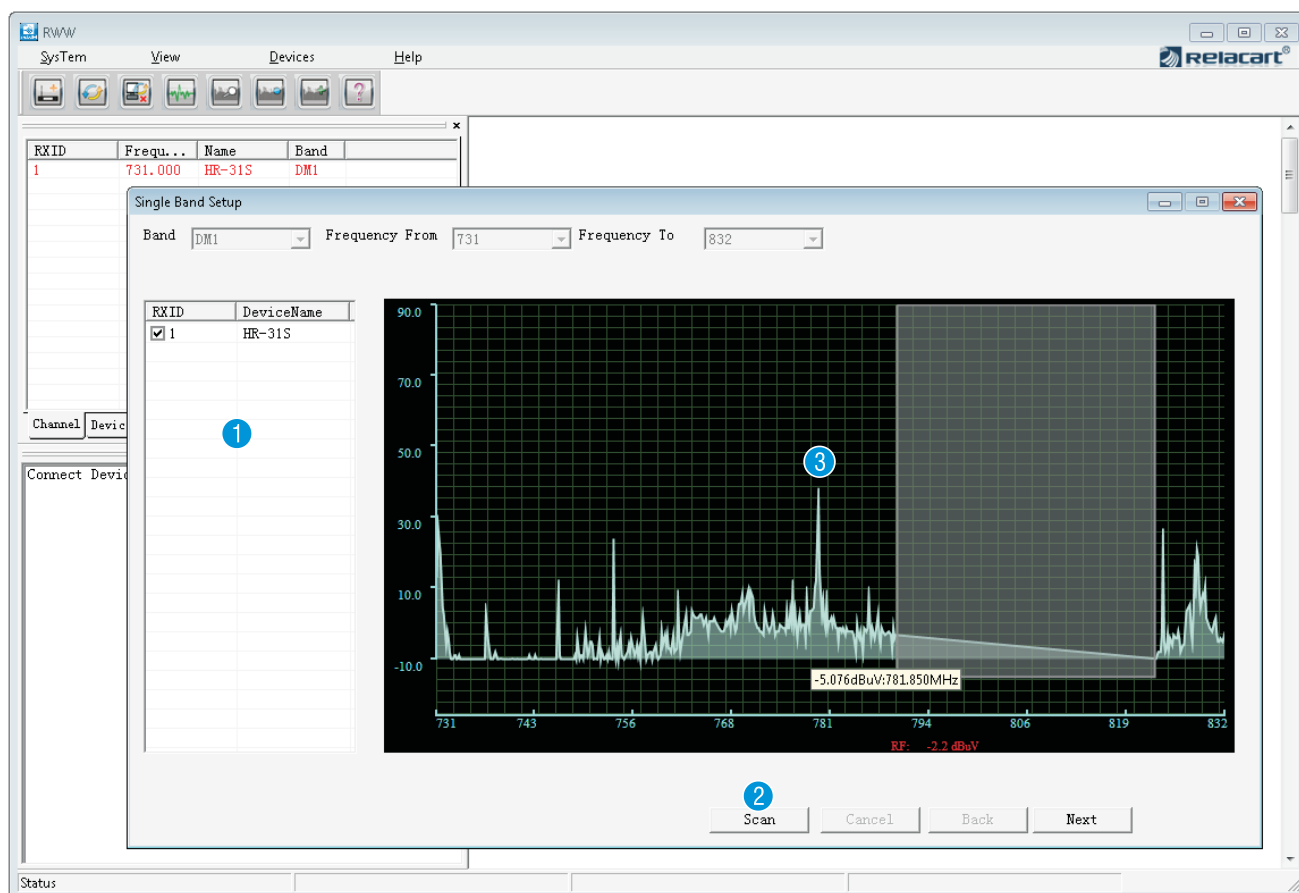 RWW
SysTem View Devices Help
Relacart®
RXID Frequ... Name Band
1 731.000 HR-31S DM1
Single Band Setup
Band DM1 Frequency From 731 Frequency To 832
RXID DeviceName
1 HR-31S
90.0
70.0
50.0
30.0
10.0
-10.0
1
3
-5.076dBuV:781.850MHz
731 743 756 768 781 794 806 819 832
RF: -2.2 dBuV
Channel Devic
Connect Devic
2
Scan Cancel Back Next
Status